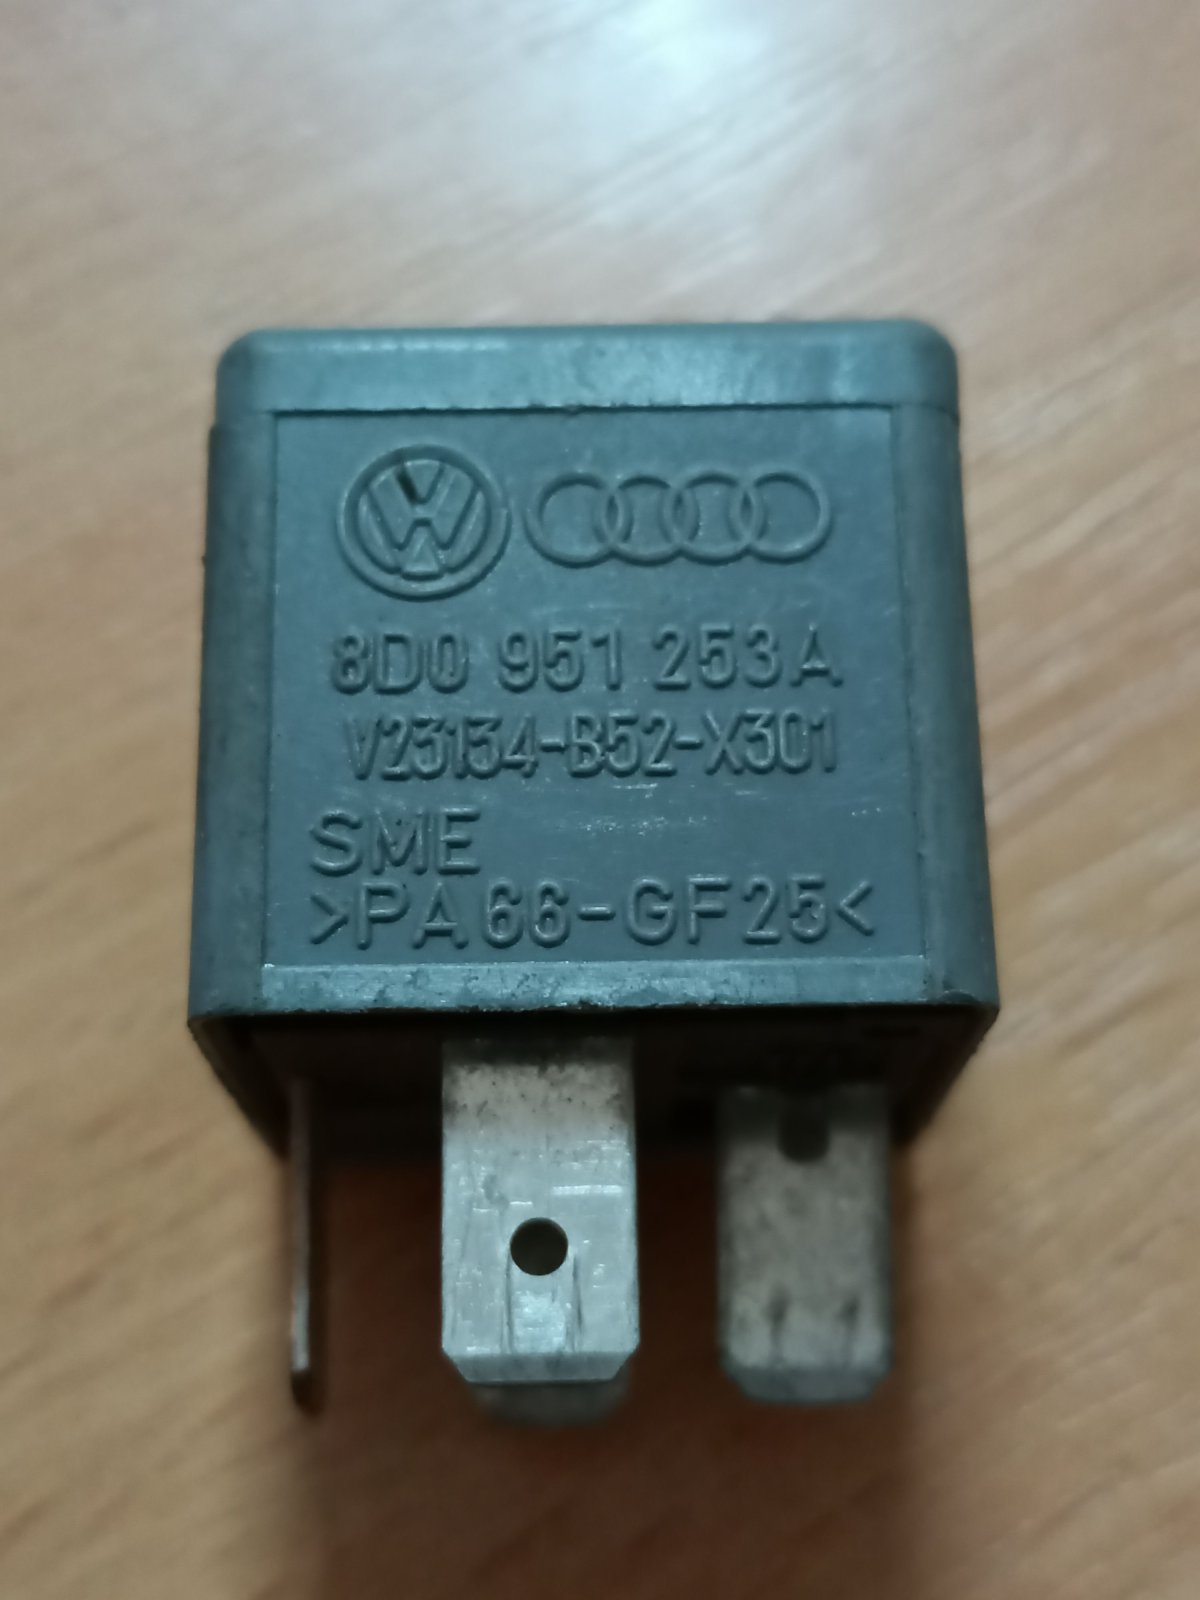 8D0 951 253A
V23134-B52-X301
SME
>PA66-GF25<